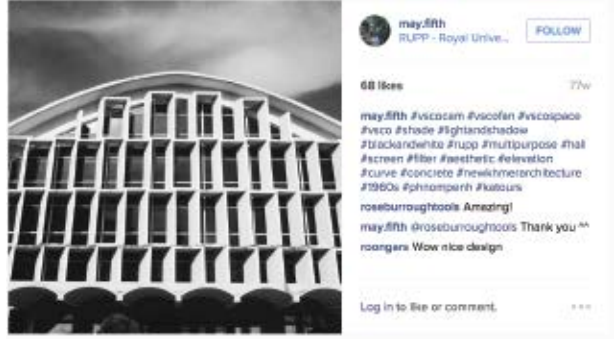 may.fifth
RUPP - Royal Unive...
FOLLOW
68 likes
77w
may.fifth #vscocam #vscofan #vscospace
#vsco #shade #lightandshadow
#blackandwhite #rupp #multipurpose #hall
#screen #filter #aesthetic #elevation
#curve #concrete #newkhmerarchitecture
#1960s #phnompenh #katours
roseburroughtools Amazing!
may.fifth @roseburroughtools Thank you ^^
roongers Wow nice design
Log in to like or comment.